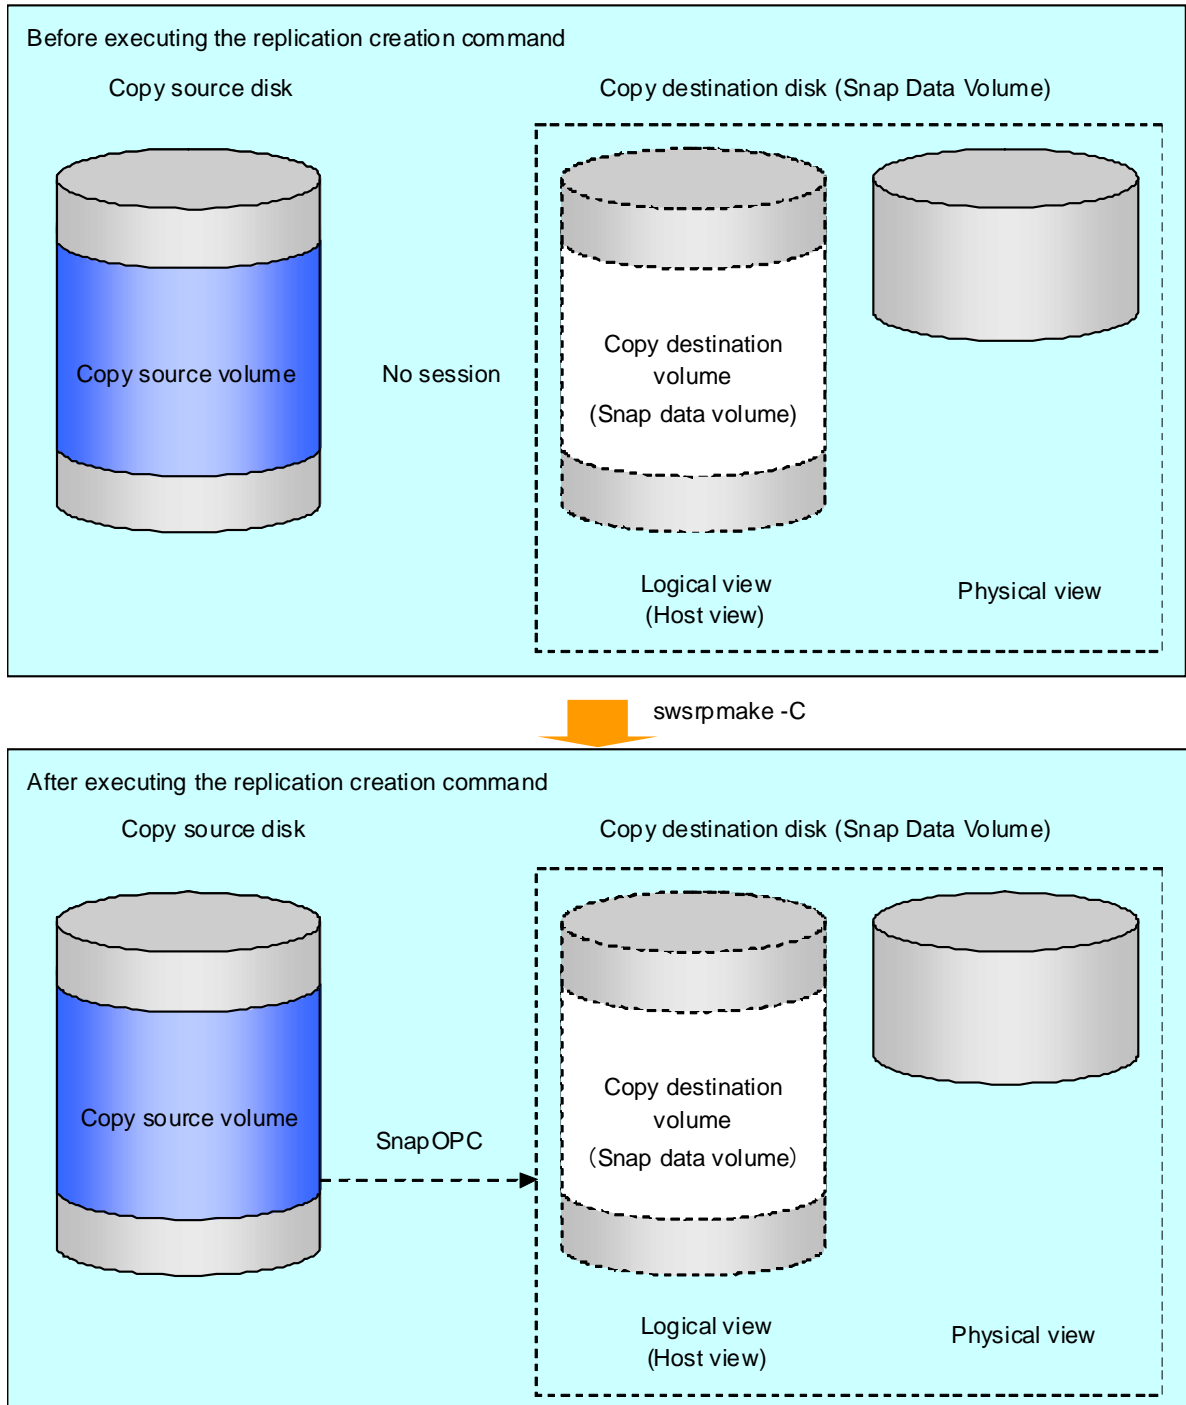 Before executing the replication creation command
Copy source disk
Copy destination disk (Snap Data Volume)
Copy source volume
No session
Copy destination
volume
(Snap data volume)
Logical view
(Host view)
Physical view
swsrpmake -C
After executing the replication creation command
Copy source disk
Copy destination disk (Snap Data Volume)
Copy source volume
SnapOPC
Copy destination
volume
（Snap data volume）
Logical view
(Host view)
Physical view